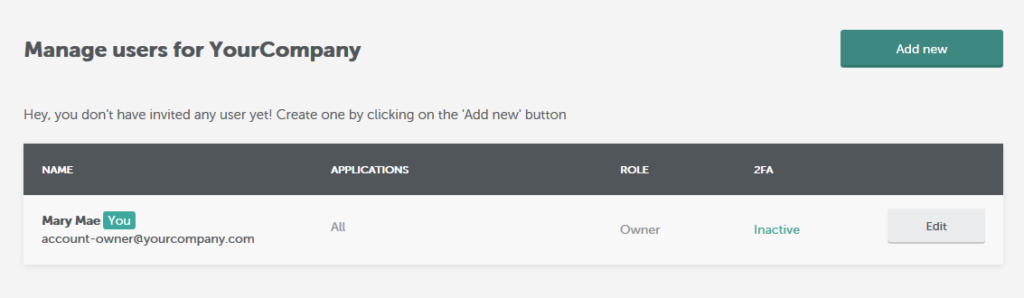 Manage users for YourCompany
Add new
Hey, you don't have invited any user yet! Create one by clicking on the 'Add new' button
NAME APPLICATIONS ROLE 2FA
Mary Mae You All Owner Inactive Edit
account-owner@yourcompany.com